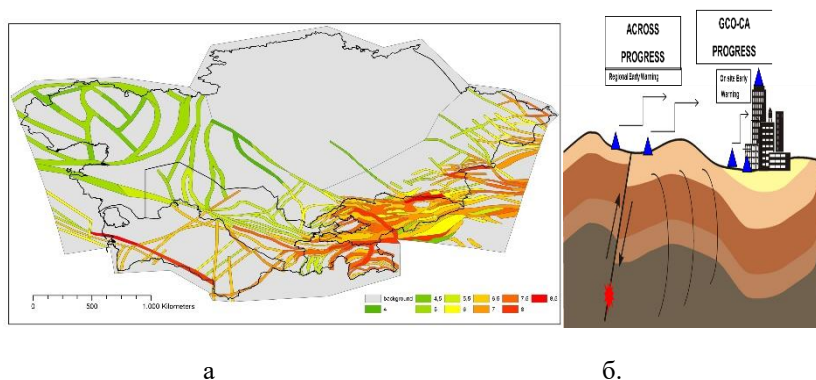 ACROSS
PROGRESS
Regional Early Warning
GCO-CA
PROGRESS
On site Early
Warning
0 500 1,000 Kilometers
background 4,5 5,5 6,5 7,5 8,5
4 5 6 7 8
а б.